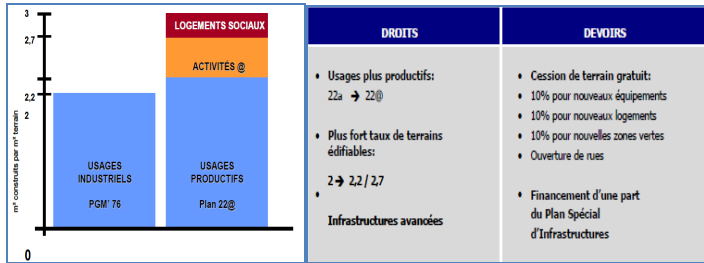 m² construits par m² terrain
3
2,7
2,2
2
0
LOGEMENTS SOCIAUX
ACTIVITÉS @
USAGES
INDUSTRIELS
PGM' 76
USAGES
PRODUCTIFS
Plan 22@
DROITS
• Usages plus productifs:
22a → 22@
• Plus fort taux de terrains
édifiables:
2 → 2,2 / 2,7
•
Infrastructures avancées
DEVOIRS
• Cession de terrain gratuit:
• 10% pour nouveaux équipements
• 10% pour nouveaux logements
• 10% pour nouvelles zones vertes
• Ouverture de rues
• Financement d'une part
du Plan Spécial
d'Infrastructures